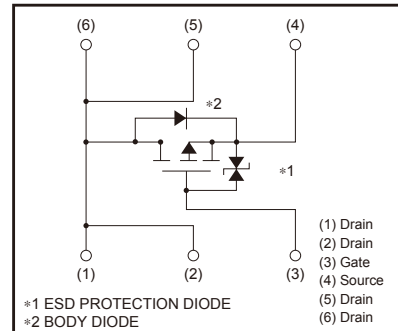 (6) (5) (4)
∗2
∗1
(1) (2) (3)
(1) Drain
(2) Drain
(3) Gate
(4) Source
(5) Drain
(6) Drain
∗1 ESD PROTECTION DIODE
∗2 BODY DIODE